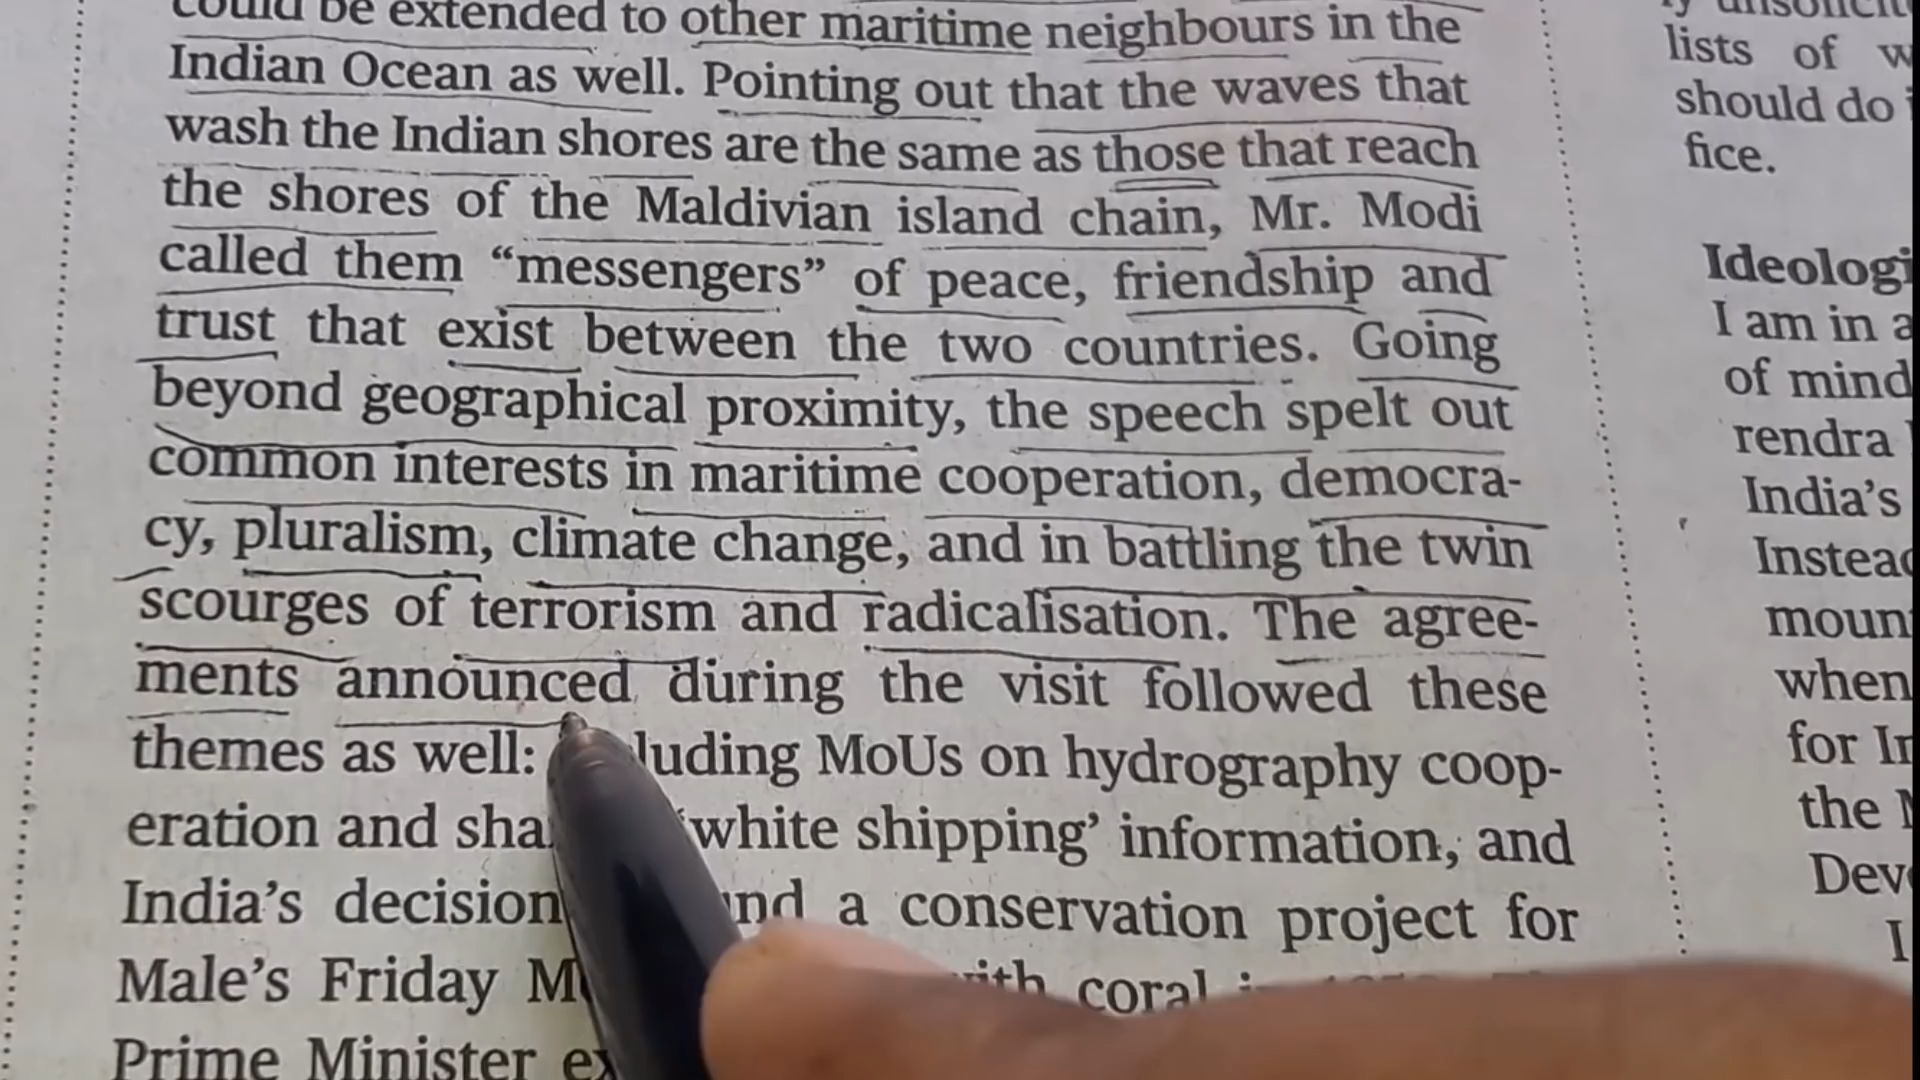 could be extended to other maritime neighbours in the
Indian Ocean as well. Pointing out that the waves that
wash the Indian shores are the same as those that reach
the shores of the Maldivian island chain, Mr. Modi
called them “messengers” of peace, friendship and
trust that exist between the two countries. Going
beyond geographical proximity, the speech spelt out
common interests in maritime cooperation, democra-
cy, pluralism, climate change, and in battling the twin
scourges of terrorism and radicalisation. The agree-
ments announced during the visit followed these
themes as well: luding MoUs on hydrography coop-
eration and sha ‘white shipping’ information, and
India’s decision a conservation project for
Male’s Friday coral
Prime Minister
lists of
should do
fice.
Ideologi
I am in a
of mind
rendra
India’s
Instead
moun
when
for In
the
Deve
I